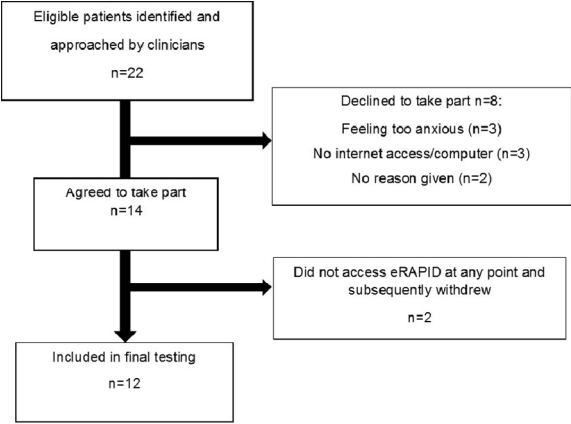 Eligible patients identified and
approached by clinicians
n=22
Declined to take part n=8:
Feeling too anxious (n=3)
No internet access/computer (n=3)
No reason given (n=2)
Agreed to take part
n=14
Did not access eRAPID at any point and
subsequently withdrew
n=2
Included in final testing
n=12